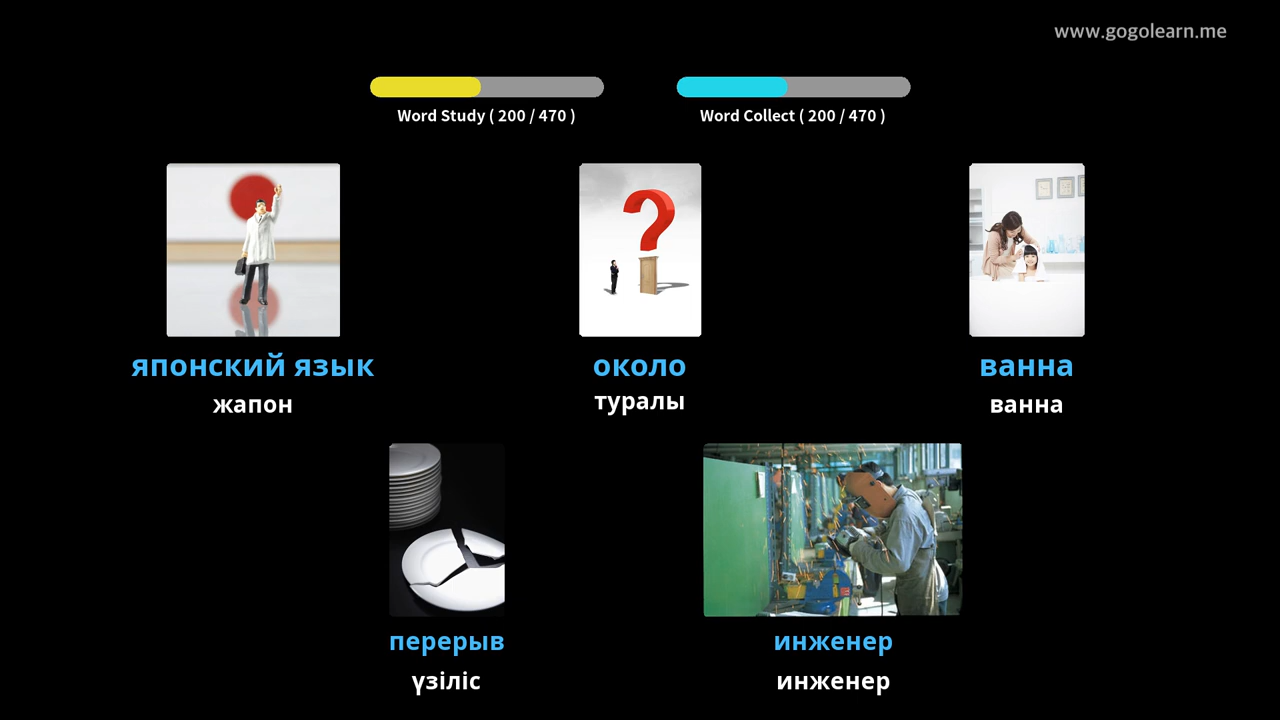 www.gogolearn.me
Word Study ( 200 / 470 )
Word Collect ( 200 / 470 )
японский язык
жапон
около
туралы
ванна
ванна
перерыв
үзіліс
инженер
инженер